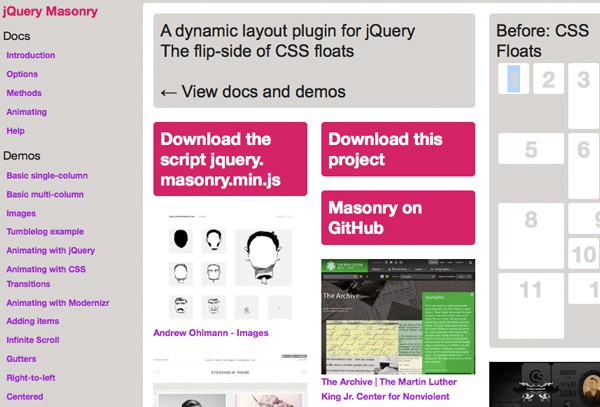 jQuery Masonry
Docs
Introduction
Options
Methods
Animating
Help
Demos
Basic single-column
Basic multi-column
Images
Tumblelog example
Animating with jQuery
Animating with CSS
Transitions
Animating with Modernizr
Adding items
Infinite Scroll
Gutters
Right-to-left
Centered
A dynamic layout plugin for jQuery
The flip-side of CSS floats
← View docs and demos
Download the
script jquery.
masonry.min.js
Download this
project
Masonry on
GitHub
Andrew Ohlmann - Images
STOCKHOLM THEME
The Archive
Spotlights
The Archive | The Martin Luther
King Jr. Center for Nonviolent
Before: CSS
Floats
1 2 3
5 6
8 9
10
11 1